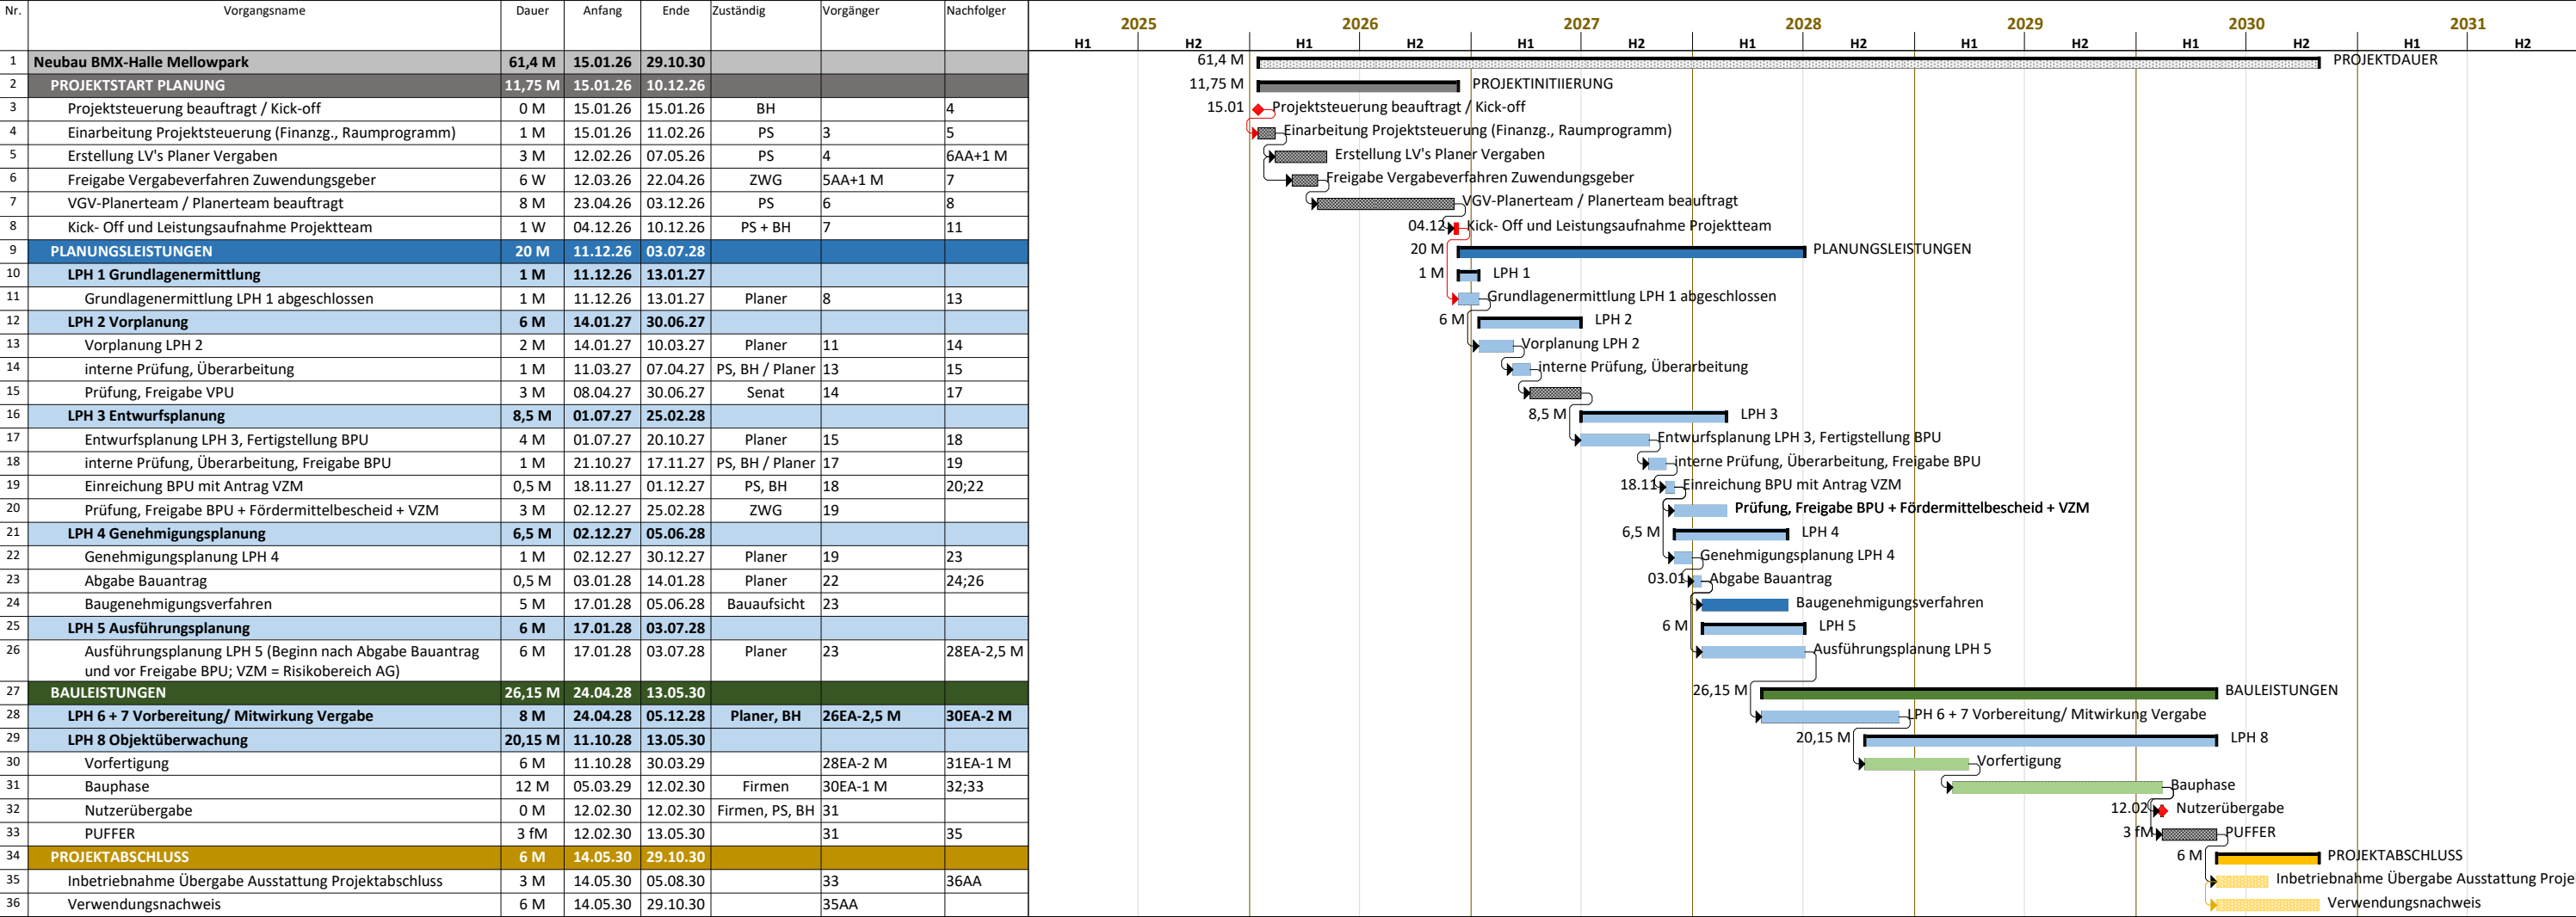 Nr. Vorgangsname Dauer Anfang Ende Zuständig Vorgänger Nachfolger
2025 2026 2027 2028 2029 2030 2031
H1 H2 H1 H2 H1 H2 H1 H2 H1 H2 H1 H2 H1 H2
1 Neubau BMX-Halle Mellowpark 61,4 M 15.01.26 29.10.30 61,4 M PROJEKTDAUER
2 PROJEKTSTART PLANUNG 11,75 M 15.01.26 10.12.26 11,75 M PROJEKTINITIIERUNG
3 Projektsteuerung beauftragt / Kick-off 0 M 15.01.26 15.01.26 BH 4 15.01 Projektsteuerung beauftragt / Kick-off
4 Einarbeitung Projektsteuerung (Finanzg., Raumprogramm) 1 M 15.01.26 11.02.26 PS 3 5 Einarbeitung Projektsteuerung (Finanzg., Raumprogramm)
5 Erstellung LV's Planer Vergaben 3 M 12.02.26 07.05.26 PS 4 6AA+1 M Erstellung LV's Planer Vergaben
6 Freigabe Vergabeverfahren Zuwendungsgeber 6 W 12.03.26 22.04.26 ZWG 5AA+1 M 7 Freigabe Vergabeverfahren Zuwendungsgeber
7 VGV-Planerteam / Planerteam beauftragt 8 M 23.04.26 03.12.26 PS 6 8 VGV-Planerteam / Planerteam beauftragt
8 Kick- Off und Leistungsaufnahme Projektteam 1 W 04.12.26 10.12.26 PS + BH 7 11 04.12 Kick- Off und Leistungsaufnahme Projektteam
9 PLANUNGSLEISTUNGEN 20 M 11.12.26 03.07.28 20 M PLANUNGSLEISTUNGEN
10 LPH 1 Grundlagenermittlung 1 M 11.12.26 13.01.27 1 M LPH 1
11 Grundlagenermittlung LPH 1 abgeschlossen 1 M 11.12.26 13.01.27 Planer 8 13 Grundlagenermittlung LPH 1 abgeschlossen
12 LPH 2 Vorplanung 6 M 14.01.27 30.06.27 6 M LPH 2
13 Vorplanung LPH 2 2 M 14.01.27 10.03.27 Planer 11 14 Vorplanung LPH 2
14 interne Prüfung, Überarbeitung 1 M 11.03.27 07.04.27 PS, BH / Planer 13 15 interne Prüfung, Überarbeitung
15 Prüfung, Freigabe VPU 3 M 08.04.27 30.06.27 Senat 14 17
16 LPH 3 Entwurfsplanung 8,5 M 01.07.27 25.02.28 8,5 M LPH 3
17 Entwurfsplanung LPH 3, Fertigstellung BPU 4 M 01.07.27 20.10.27 Planer 15 18 Entwurfsplanung LPH 3, Fertigstellung BPU
18 interne Prüfung, Überarbeitung, Freigabe BPU 1 M 21.10.27 17.11.27 PS, BH / Planer 17 19 interne Prüfung, Überarbeitung, Freigabe BPU
19 Einreichung BPU mit Antrag VZM 0,5 M 18.11.27 01.12.27 PS, BH 18 20;22 18.11 Einreichung BPU mit Antrag VZM
20 Prüfung, Freigabe BPU + Fördermittelbescheid + VZM 3 M 02.12.27 25.02.28 ZWG 19 Prüfung, Freigabe BPU + Fördermittelbescheid + VZM
21 LPH 4 Genehmigungsplanung 6,5 M 02.12.27 05.06.28 6,5 M LPH 4
22 Genehmigungsplanung LPH 4 1 M 02.12.27 30.12.27 Planer 19 23 Genehmigungsplanung LPH 4
23 Abgabe Bauantrag 0,5 M 03.01.28 14.01.28 Planer 22 24;26 03.01 Abgabe Bauantrag
24 Baugenehmigungsverfahren 5 M 17.01.28 05.06.28 Bauaufsicht 23 Baugenehmigungsverfahren
25 LPH 5 Ausführungsplanung 6 M 17.01.28 03.07.28 6 M LPH 5
26 Ausführungsplanung LPH 5 (Beginn nach Abgabe Bauantrag 6 M 17.01.28 03.07.28 Planer 23 28EA-2,5 M Ausführungsplanung LPH 5
und vor Freigabe BPU; VZM = Risikobereich AG)
27 BAULEISTUNGEN 26,15 M 24.04.28 13.05.30 26,15 M BAULEISTUNGEN
28 LPH 6 + 7 Vorbereitung/ Mitwirkung Vergabe 8 M 24.04.28 05.12.28 Planer, BH 26EA-2,5 M 30EA-2 M LPH 6 + 7 Vorbereitung/ Mitwirkung Vergabe
29 LPH 8 Objektüberwachung 20,15 M 11.10.28 13.05.30 20,15 M LPH 8
30 Vorfertigung 6 M 11.10.28 30.03.29 28EA-2 M 31EA-1 M Vorfertigung
31 Bauphase 12 M 05.03.29 12.02.30 Firmen 30EA-1 M 32;33 Bauphase
32 Nutzerübergabe 0 M 12.02.30 12.02.30 Firmen, PS, BH 31 12.02 Nutzerübergabe
33 PUFFER 3 fM 12.02.30 13.05.30 31 35 3 fM PUFFER
34 PROJEKTABSCHLUSS 6 M 14.05.30 29.10.30 6 M PROJEKTABSCHLUSS
35 Inbetriebnahme Übergabe Ausstattung Projektabschluss 3 M 14.05.30 05.08.30 33 36AA Inbetriebnahme Übergabe Ausstattung Proje
36 Verwendungsnachweis 6 M 14.05.30 29.10.30 35AA Verwendungsnachweis